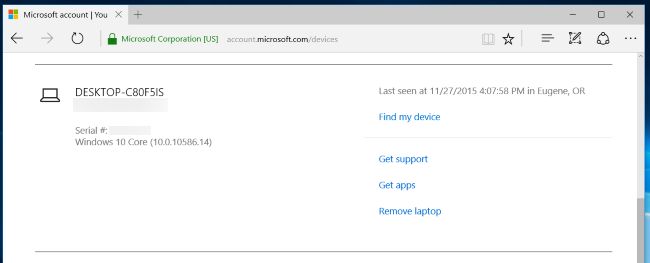 Microsoft account | You
Microsoft Corporation [US] account.microsoft.com/devices
DESKTOP-C80F5IS
Serial #:
Windows 10 Core (10.0.10586.14)
Last seen at 11/27/2015 4:07:58 PM in Eugene, OR
Find my device
Get support
Get apps
Remove laptop